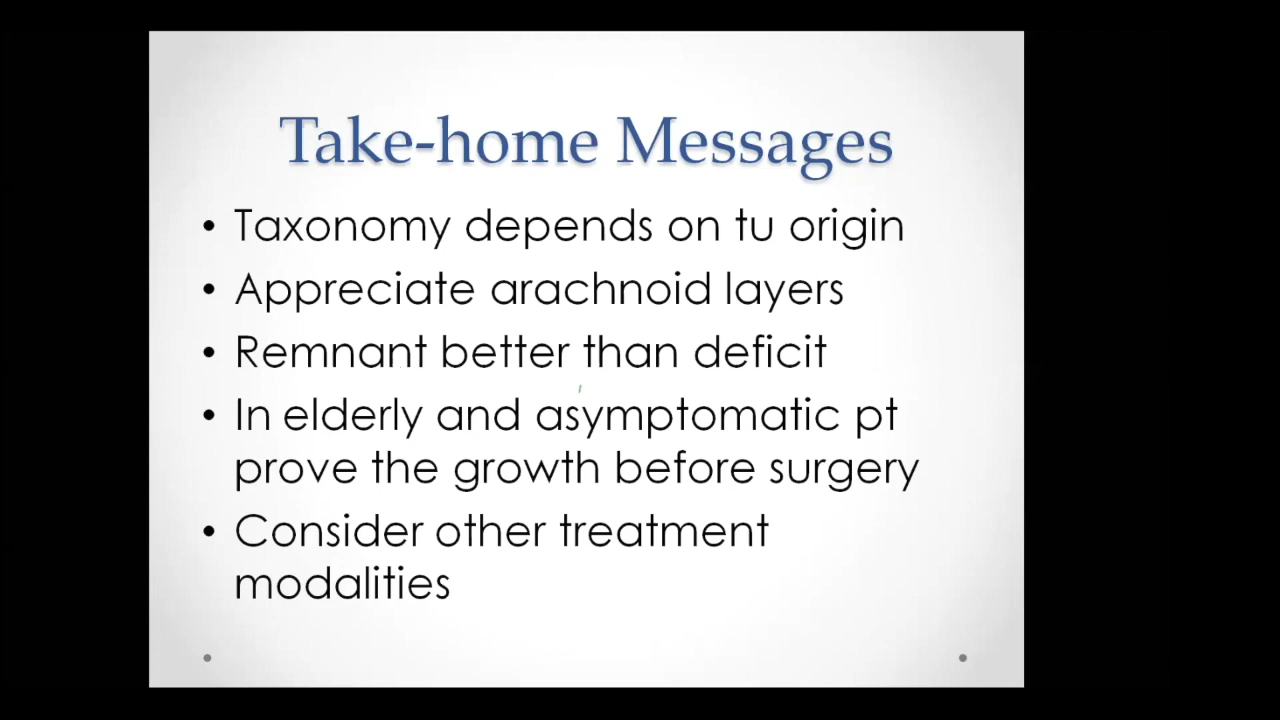 Take-home Messages
• Taxonomy depends on tu origin
• Appreciate arachnoid layers
• Remnant better than deficit
• In elderly and asymptomatic pt
prove the growth before surgery
• Consider other treatment
modalities